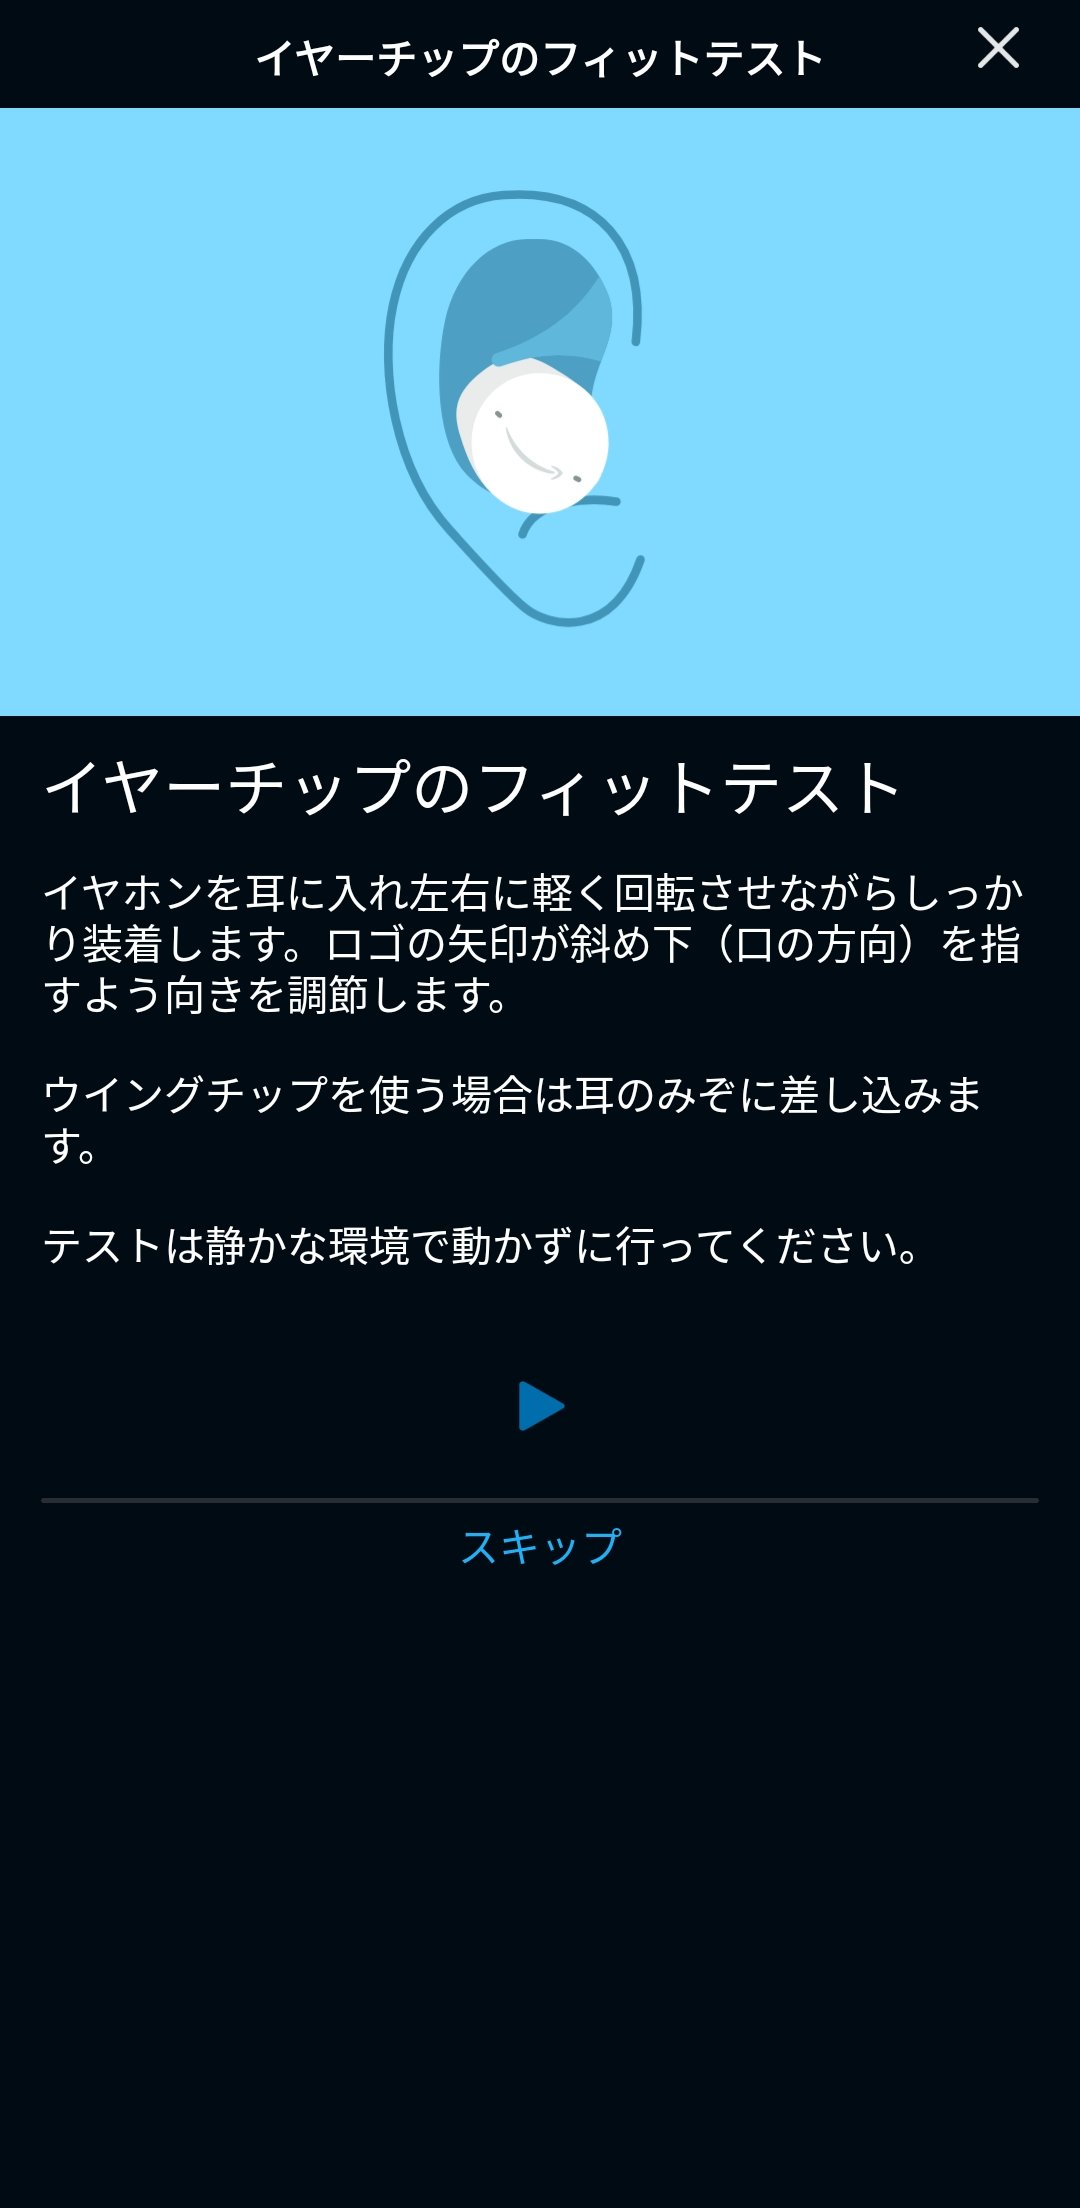 イヤーチップのフィットテスト
イヤーチップのフィットテスト
イヤホンを耳に入れ左右に軽く回転させながらしっか
り装着します。ロゴの矢印が斜め下（口の方向）を指
すよう向きを調節します。
ウイングチップを使う場合は耳のみぞに差し込みま
す。
テストは静かな環境で動かずに行ってください。
スキップ